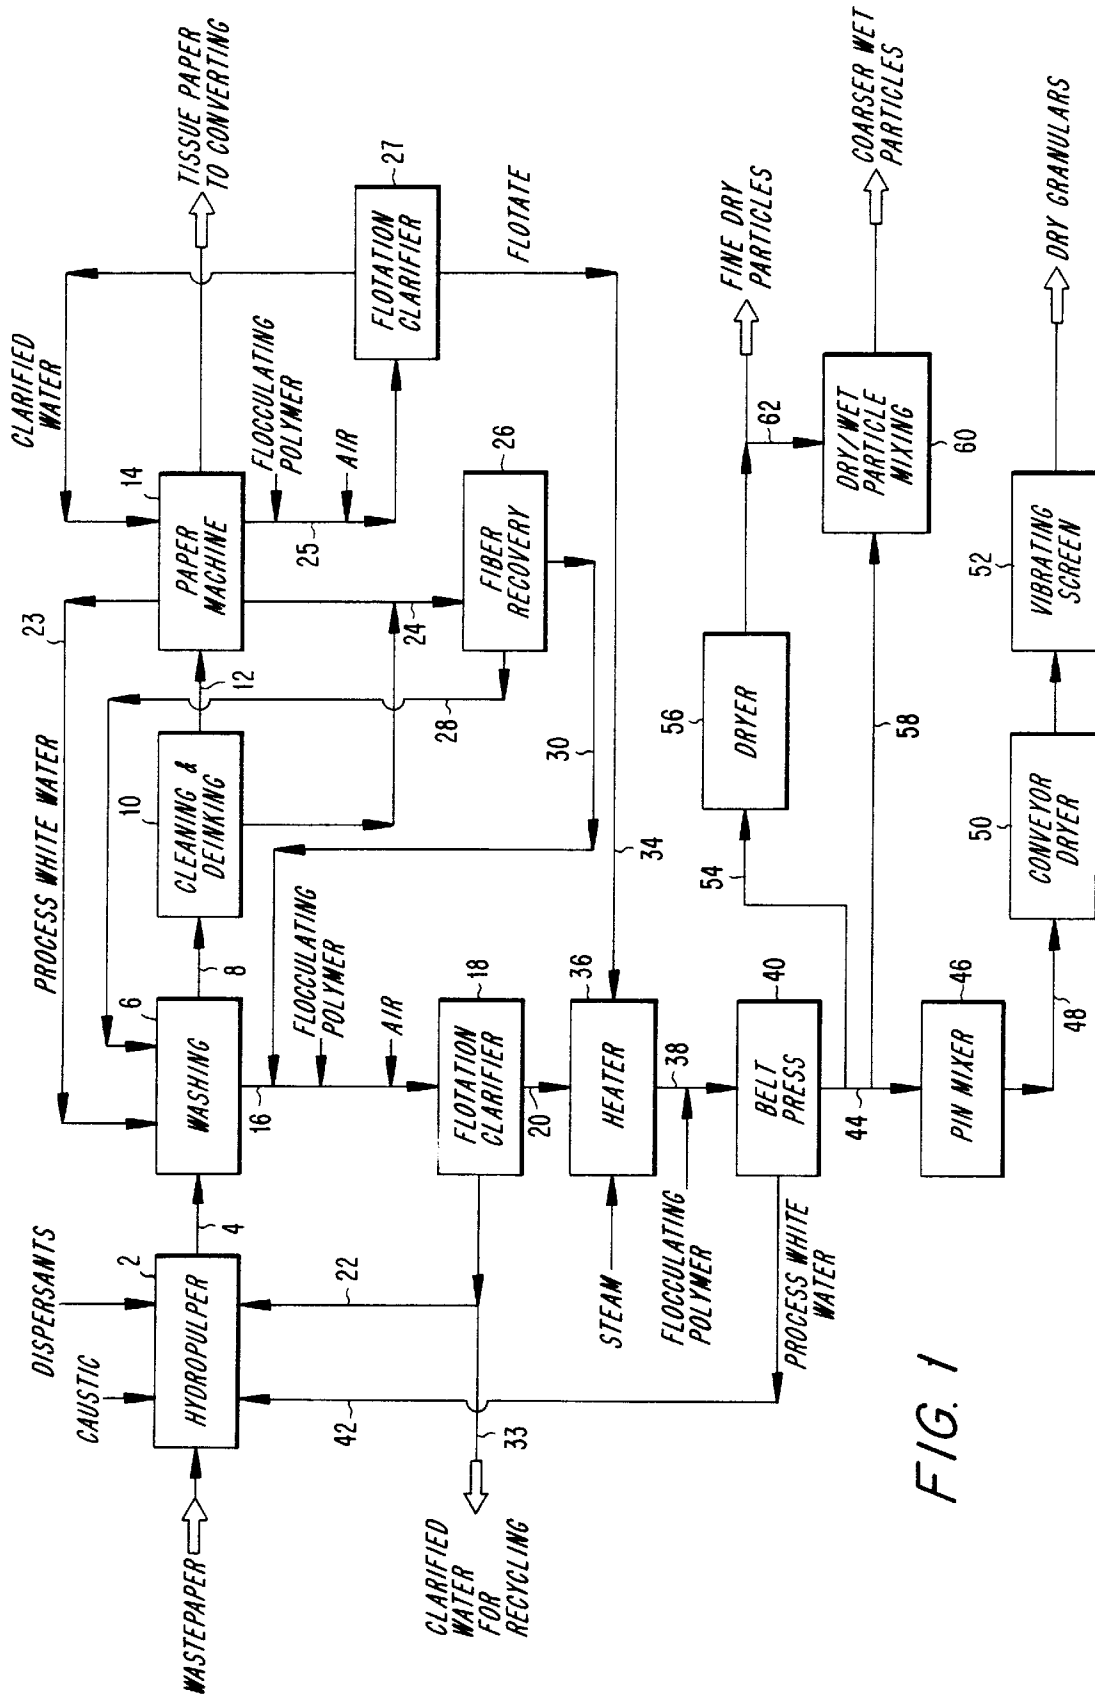 WASTEPAPER
CAUSTIC
DISPERSANTS
2
HYDROPULPER
4
6
WASHING
8
10
CLEANING &
DEINKING
12
14
PAPER
MACHINE
TISSUE PAPER
TO CONVERTING
PROCESS WHITE WATER
23
CLARIFIED
WATER
16
FLOCCULATING
POLYMER
AIR
24
25
FLOCCULATING
POLYMER
AIR
26
FIBER
RECOVERY
28
30
27
FLOTATION
CLARIFIER
FLOTATE
34
18
FLOTATION
CLARIFIER
20
22
33
CLARIFIED
WATER
FOR
RECYCLING
42
STEAM
36
HEATER
38
FLOCCULATING
POLYMER
40
BELT
PRESS
PROCESS WHITE
WATER
44
54
56
DRYER
FINE DRY
PARTICLES
62
58
DRY/WET
PARTICLE
MIXING
60
COARSER WET
PARTICLES
46
PIN MIXER
48
50
CONVEYOR
DRYER
52
VIBRATING
SCREEN
DRY GRANULARS
FIG. 1